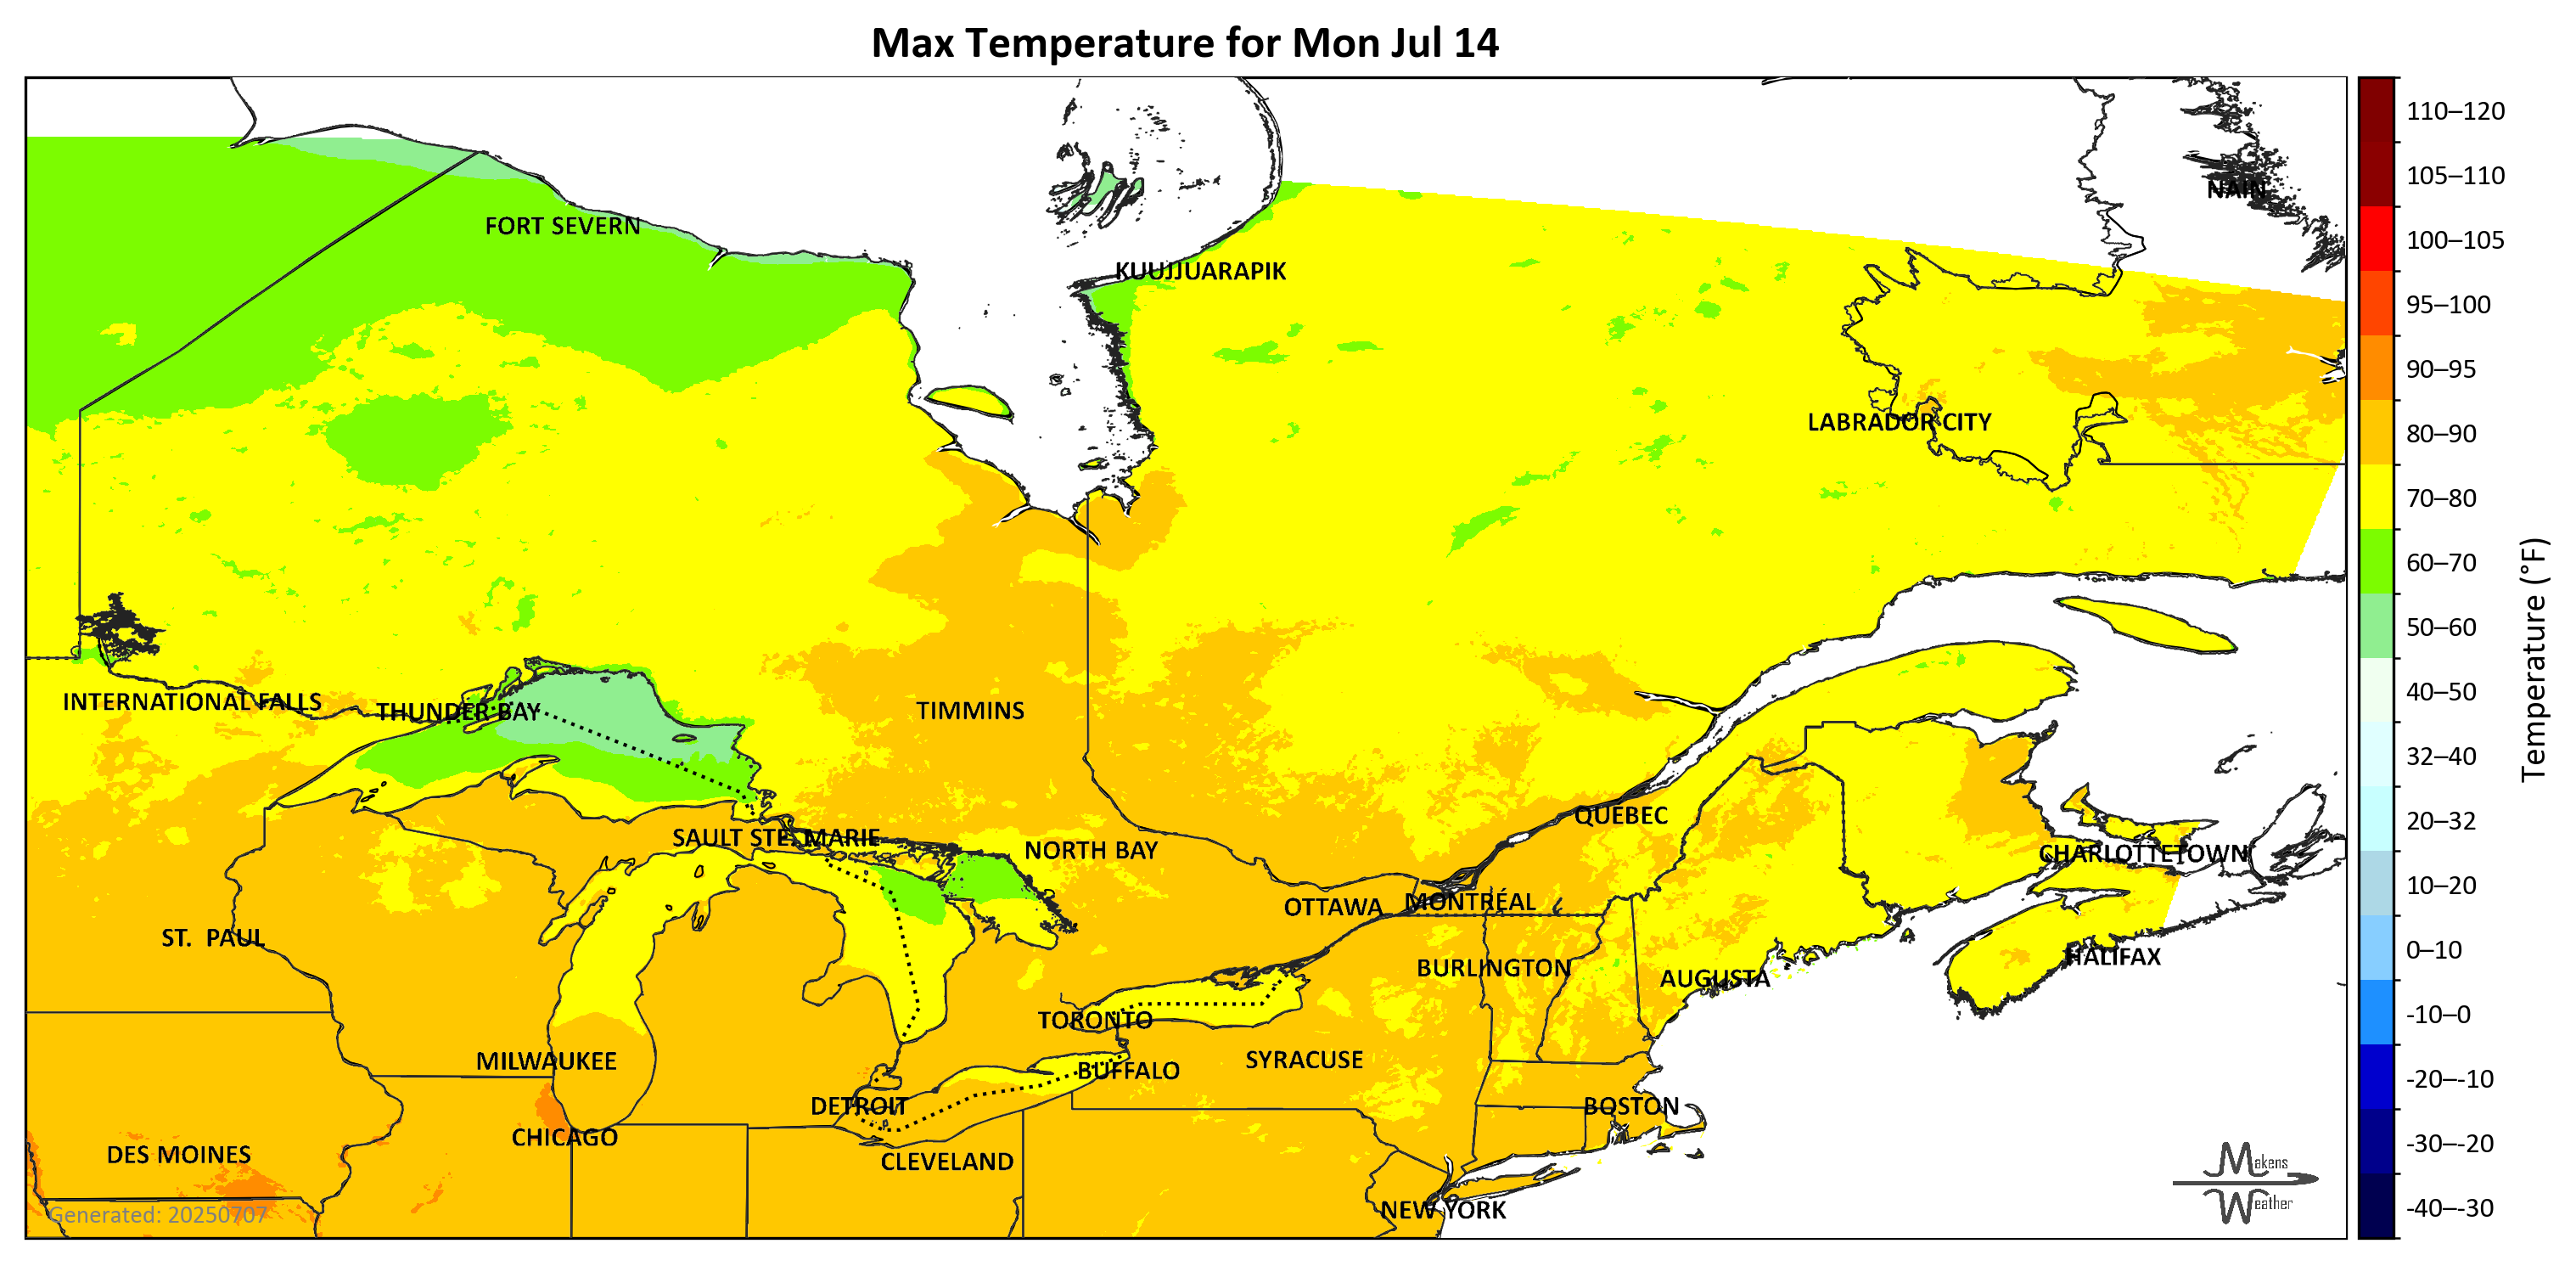 Max Temperature for Mon Jul 14
110–120
105–110
NAIN
FORT SEVERN
100–105
KUUJJUARAPIK
95–100
90–95
LABRADOR CITY
80–90
70–80
60–70
50–60
Temperature (°F)
40–50
INTERNATIONAL FALLS
THUNDER BAY
TIMMINS
32–40
QUEBEC
20–32
SAULT STE. MARIE
NORTH BAY
CHARLOTTETOWN
10–20
OTTAWA
MONTRÉAL
ST. PAUL
0–10
HALIFAX
BURLINGTON
AUGUSTA
-10–0
TORONTO
MILWAUKEE
SYRACUSE
BUFFALO
-20–-10
DETROIT
BOSTON
CHICAGO
-30–-20
DES MOINES
CLEVELAND
Makens
Weather
-40–-30
NEW YORK
Generated: 20250707